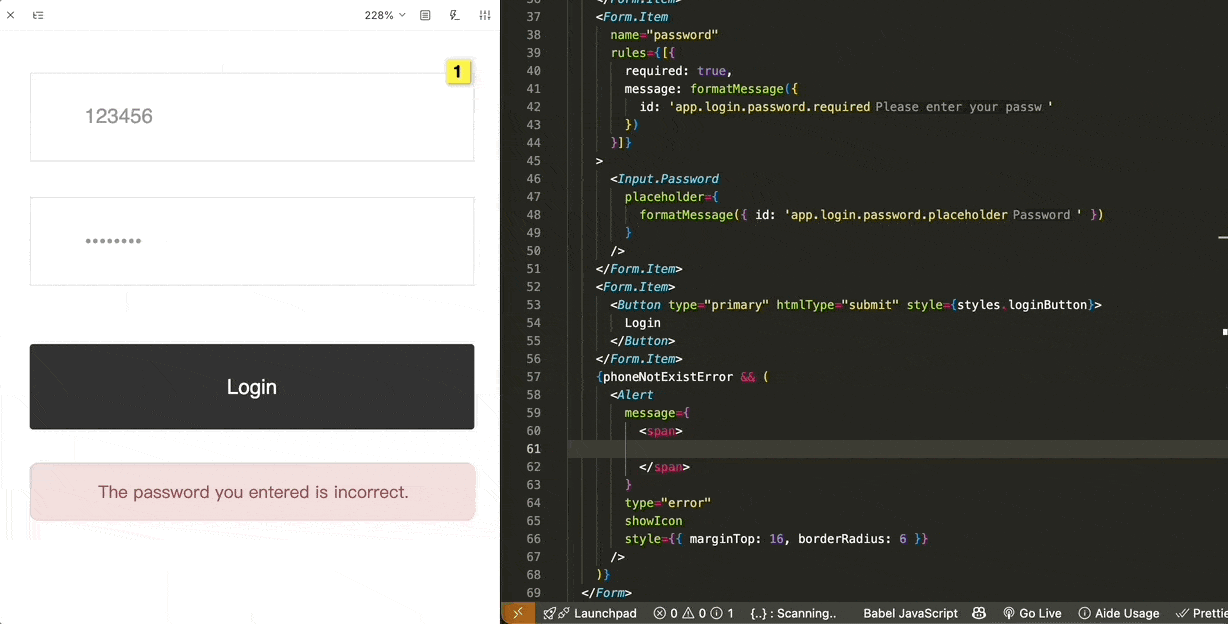 228%
1
123456
Login
The password you entered is incorrect.
36 </Form.Item>
37 <Form.Item
38 name="password"
39 rules={[{
40 required: true,
41 message: formatMessage({
42 id: 'app.login.password.required Please enter your passw '
43 })
44 }]}
45 >
46 <Input.Password
47 placeholder={
48 formatMessage({ id: 'app.login.password.placeholder Password ' })
49 }
50 />
51 </Form.Item>
52 <Form.Item>
53 <Button type="primary" htmlType="submit" style={styles.loginButton}>
54 Login
55 </Button>
56 </Form.Item>
57 {phoneNotExistError && (
58 <Alert
59 message={
60 <span>
61
62 </span>
63 }
64 type="error"
65 showIcon
66 style={{ marginTop: 16, borderRadius: 6 }}
67 />
68 )}
69 </Form>
Launchpad 0 0 1 {..} : Scanning.. Babel JavaScript Go Live Aide Usage Prettie